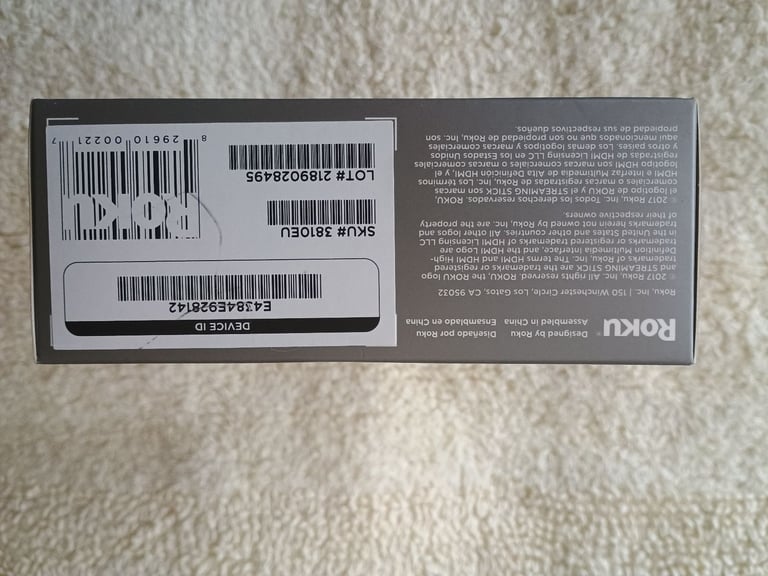 ROKU
Designed by Roku Diseñado por Roku
Assembled in China Ensamblado en China
Roku, Inc. | 150 Winchester Circle, Los Gatos, CA 95032
© 2017 Roku, Inc. All rights reserved. ROKU, the ROKU logo
and STREAMING STICK are the trademarks or registered
trademarks of Roku, Inc. The terms HDMI and HDMI High-
Definition Multimedia Interface, and the HDMI Logo are
trademarks or registered trademarks of HDMI Licensing LLC
in the United States and other countries. All other logos and
trademarks herein not owned by Roku, Inc. are the property
of their respective owners.
© 2017 Roku, Inc. Todos los derechos reservados. ROKU,
el logotipo de ROKU y el STREAMING STICK son marcas
comerciales o marcas registradas de Roku, Inc. Los términos
HDMI e Interfaz Multimedia de Alta Definición HDMI, y el
logotipo HDMI son marcas comerciales o marcas comerciales
registradas de HDMI Licensing LLC en los Estados Unidos
y otros países. Los demás logotipos y marcas comerciales
aquí mencionados que no son propiedad de Roku, Inc. son
propiedad de sus respectivos dueños.
DEVICE ID
E4384E928142
SKU# 3810EU
LOT# 2189028495
ROKU
8 29610 00221 7